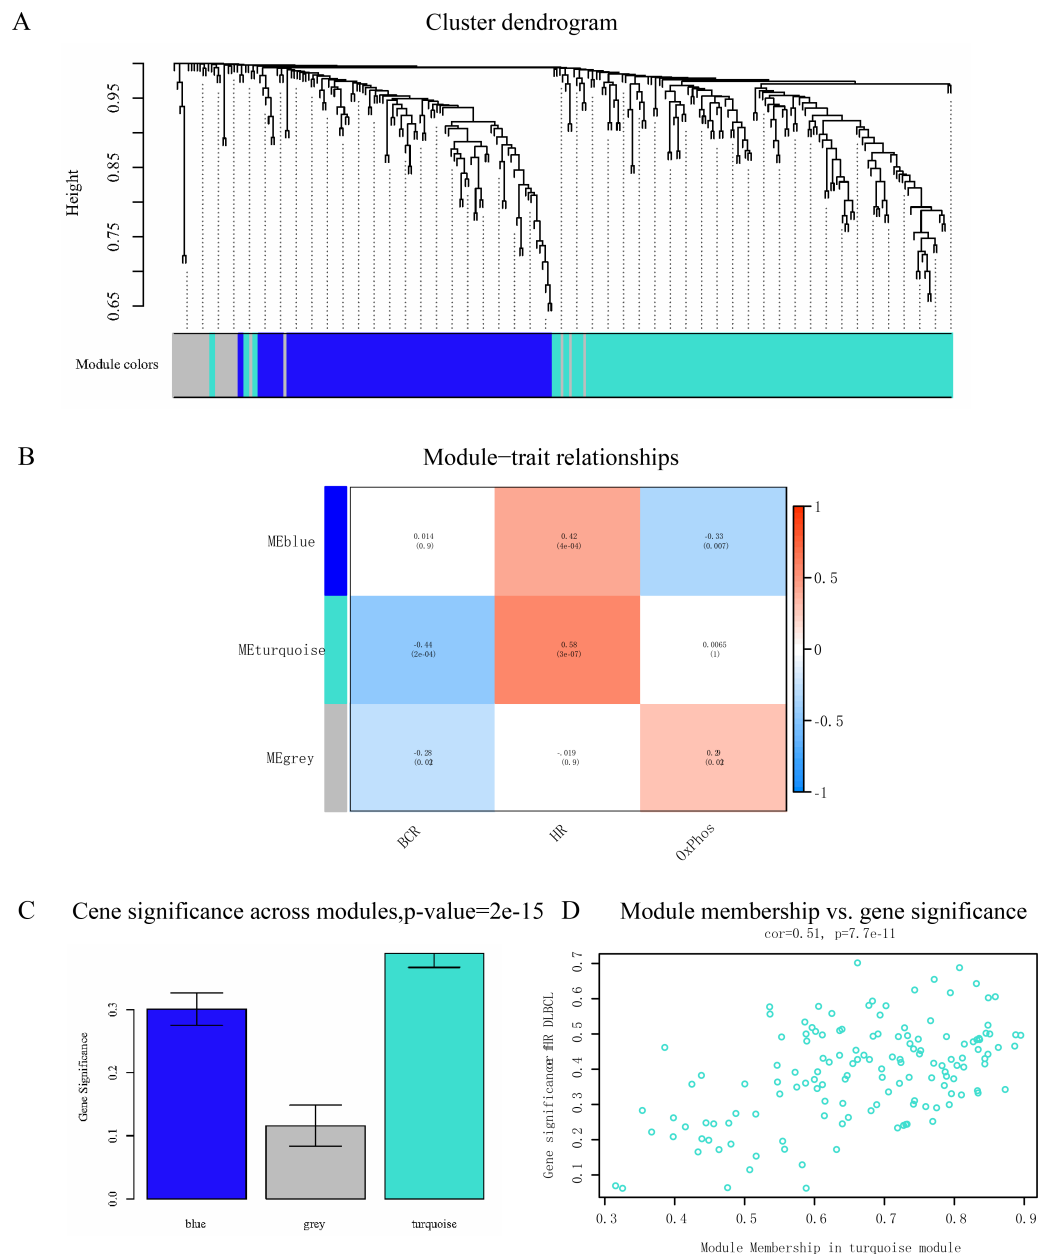 A
Cluster dendrogram
Height
0.95
0.85
0.75
0.65
Module colors
B
Module−trait relationships
MEblue
0.014
(0.9)
0.42
(4e-04)
-0.33
(0.007)
MEturquoise
-0.44
(2e-04)
0.58
(3e-07)
0.0065
(1)
MEgrey
-0.28
(0.02)
-.019
(0.9)
0.29
(0.02)
BCR
HR
OxPhos
1
0.5
0
-0.5
-1
C
Cene significance across modules,p-value=2e-15
Gene Significance
0.3
0.2
0.1
0.0
blue
grey
turquoise
D
Module membership vs. gene significance
cor=0.51, p=7.7e-11
Gene significance HR DLBCL
0.7
0.6
0.5
0.4
0.3
0.2
0.1
0.3
0.4
0.5
0.6
0.7
0.8
0.9
Module Membership in turquoise module